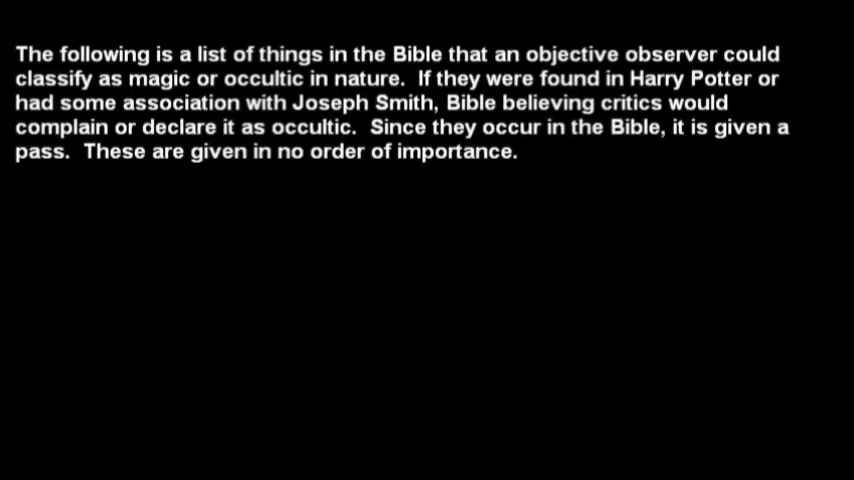 The following is a list of things in the Bible that an objective observer could
classify as magic or occultic in nature.  If they were found in Harry Potter or
had some association with Joseph Smith, Bible believing critics would
complain or declare it as occultic.  Since they occur in the Bible, it is given a
pass.  These are given in no order of importance.